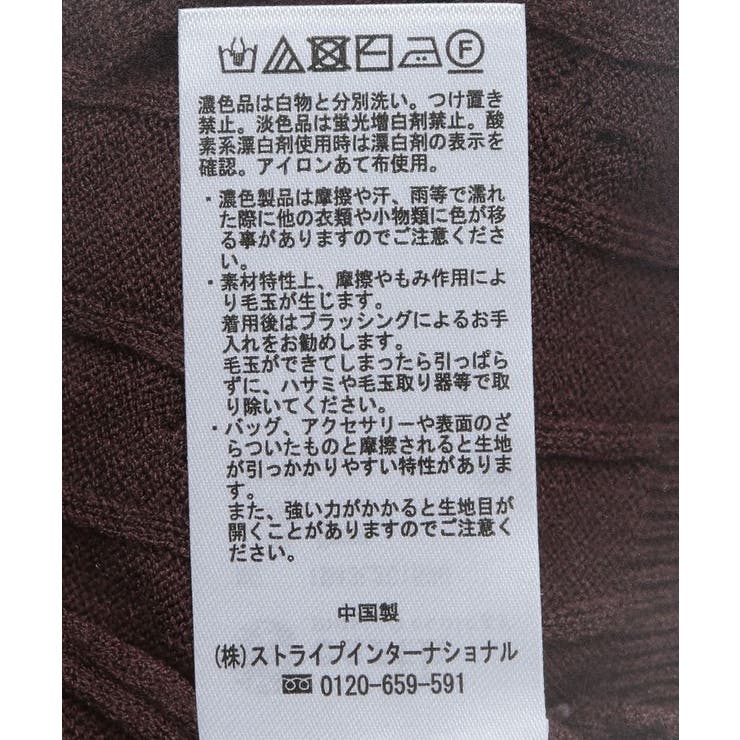 F
濃色品は白物と分別洗い。つけ置き
禁止。淡色品は蛍光増白剤禁止。酸
素系漂白剤使用時は漂白剤の表示を
確認。アイロンあて布使用。
・濃色製品は摩擦や汗、雨等で濡れ
た際に他の衣類や小物類に色が移
る事がありますのでご注意くださ
い。
・素材特性上、摩擦やもみ作用によ
り毛玉が生じます。
着用後はブラッシングによるお手
入れをお勧めします。
毛玉ができてしまったら引っぱら
ずに、ハサミや毛玉取り器等で取
り除いてください。
・バッグ、アクセサリーや表面のざ
らついたものと摩擦されると生地
が引っかかりやすい特性がありま
す。
また、強い力がかかると生地目が
開くことがありますのでご注意く
ださい。
中国製
(株)ストライプインターナショナル
0120-659-591